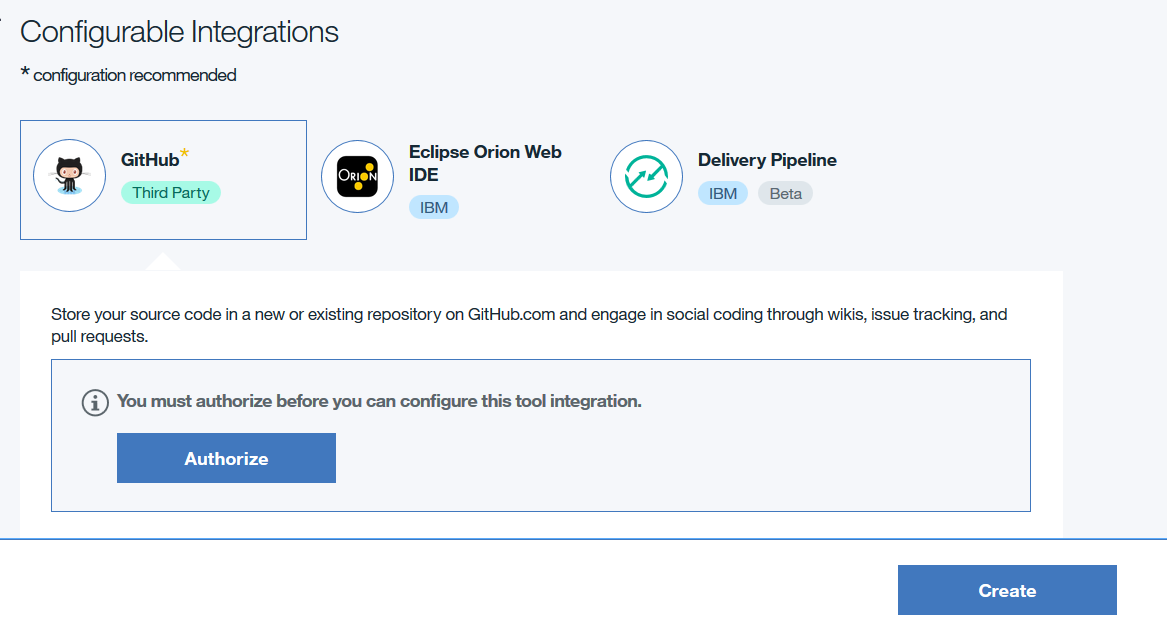 Configurable Integrations
* configuration recommended
GitHub*
Third Party
ORION
Eclipse Orion Web
IDE
IBM
Delivery Pipeline
IBM Beta
Store your source code in a new or existing repository on GitHub.com and engage in social coding through wikis, issue tracking, and
pull requests.
You must authorize before you can configure this tool integration.
Authorize
Create